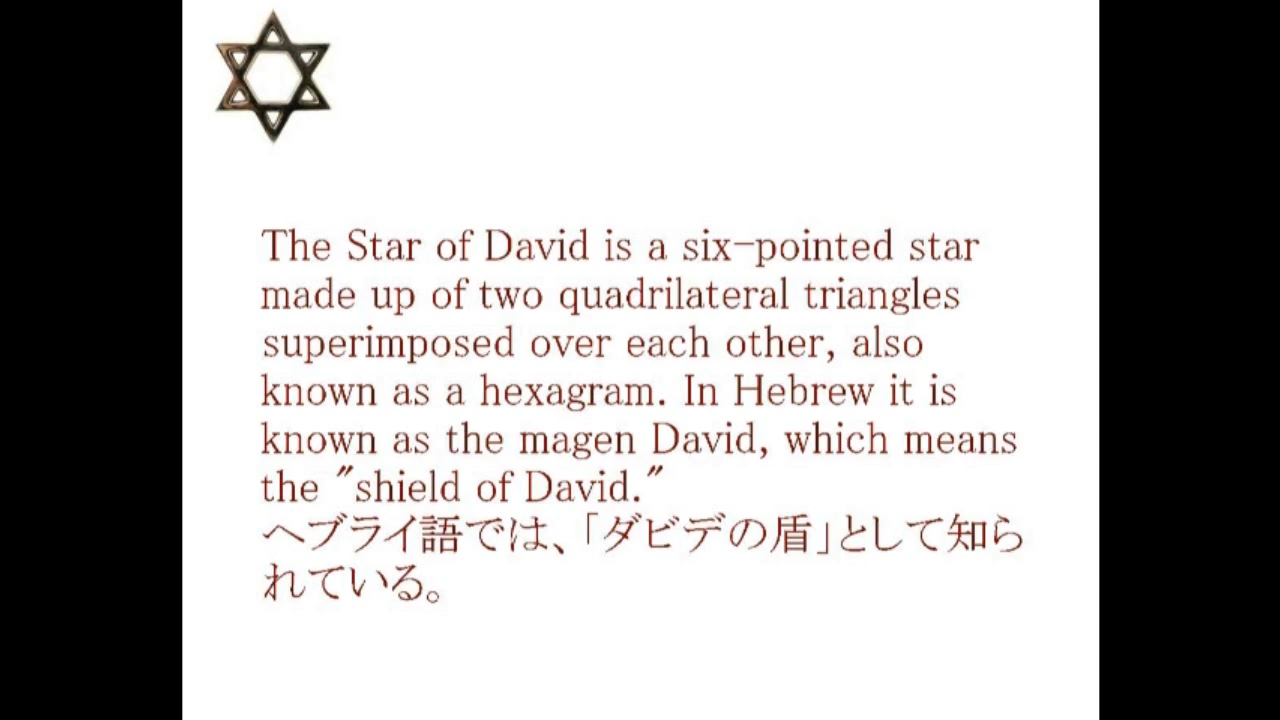 The Star of David is a six-pointed star
made up of two quadrilateral triangles
superimposed over each other, also
known as a hexagram. In Hebrew it is
known as the magen David, which means
the "shield of David."
ヘブライ語では、「ダビデの盾」として知ら
れている。